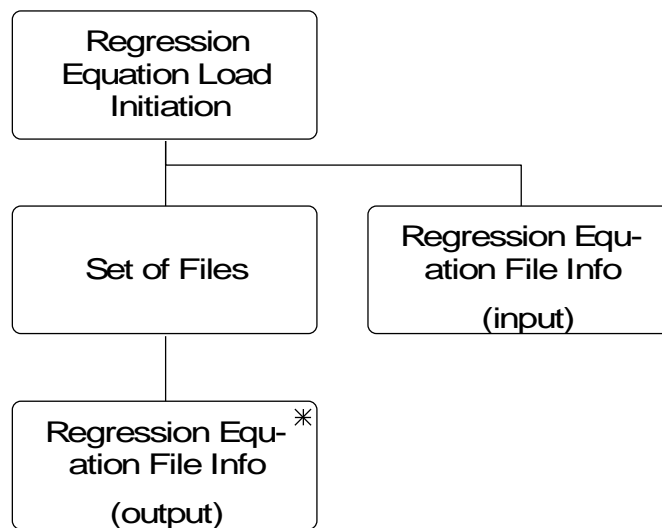 Regression
Equation Load
Initiation
Set of Files
Regression Equ-
ation File Info
(input)
Regression Equ-
ation File Info
(output)